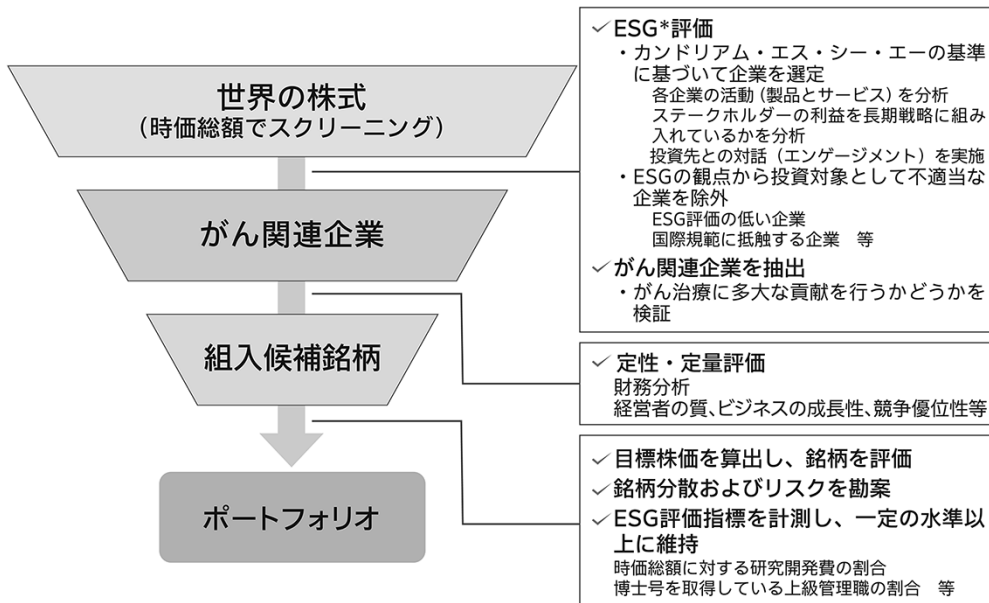 世界の株式
（時価総額でスクリーニング）
がん関連企業
組入候補銘柄
ポートフォリオ
✓ ESG*評価
・カンドリアム・エス・シー・エーの基準
に基づいて企業を選定
各企業の活動（製品とサービス）を分析
ステークホルダーの利益を長期戦略に組み
入れているかを分析
投資先との対話（エンゲージメント）を実施
・ESGの観点から投資対象として不適当な
企業を除外
ESG評価の低い企業
国際規範に抵触する企業　等
✓ がん関連企業を抽出
・がん治療に多大な貢献を行うかどうかを
検証
✓ 定性・定量評価
財務分析
経営者の質、ビジネスの成長性、競争優位性等
✓ 目標株価を算出し、銘柄を評価
✓ 銘柄分散およびリスクを勘案
✓ ESG評価指標を計測し、一定の水準以
上に維持
時価総額に対する研究開発費の割合
博士号を取得している上級管理職の割合　等